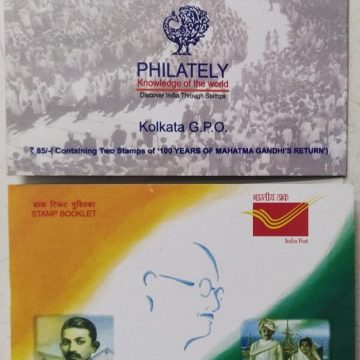 PHILATELY
Knowledge of the world
Discover India Through Stamps
Kolkata G.P.O.
₹ 85/-( Containing Two Stamps of '100 YEARS OF MAHATMA GANDHI'S RETURN')
डाक टिकट पुस्तिका
STAMP BOOKLET
भारतीय डाक
India Post